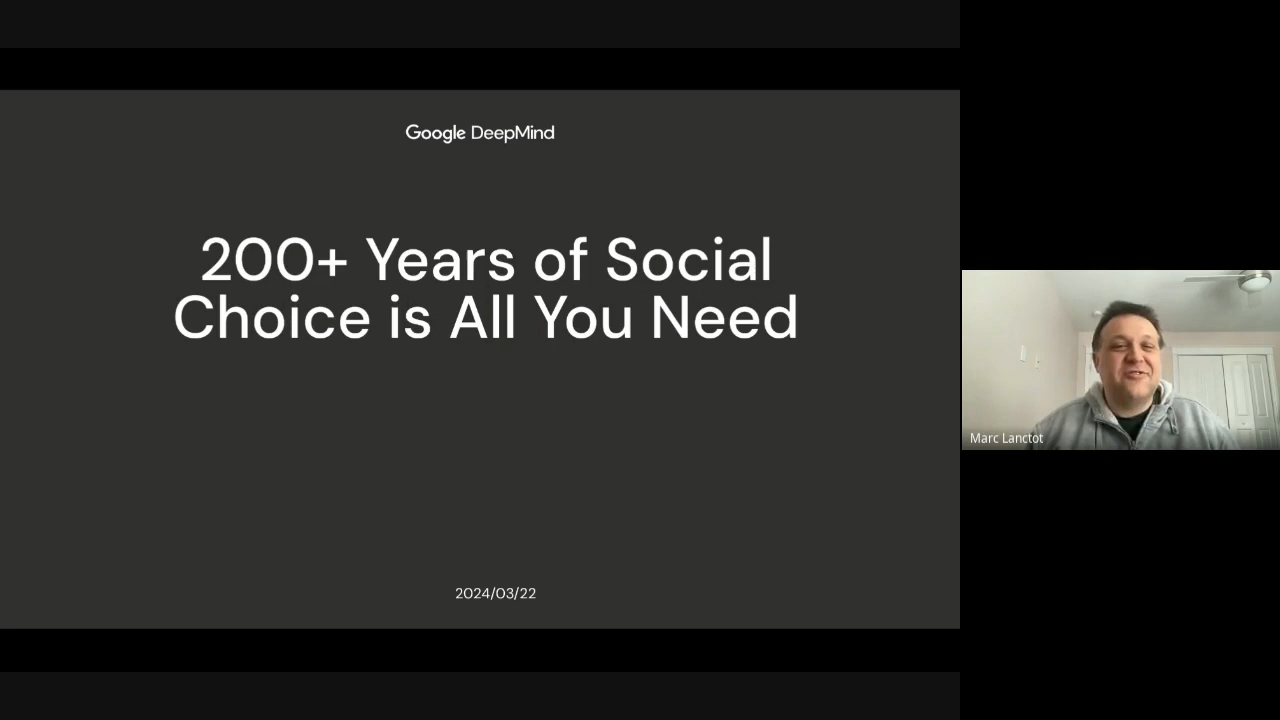 Google DeepMind
200+ Years of Social
Choice is All You Need
2024/03/22
Marc Lanctot